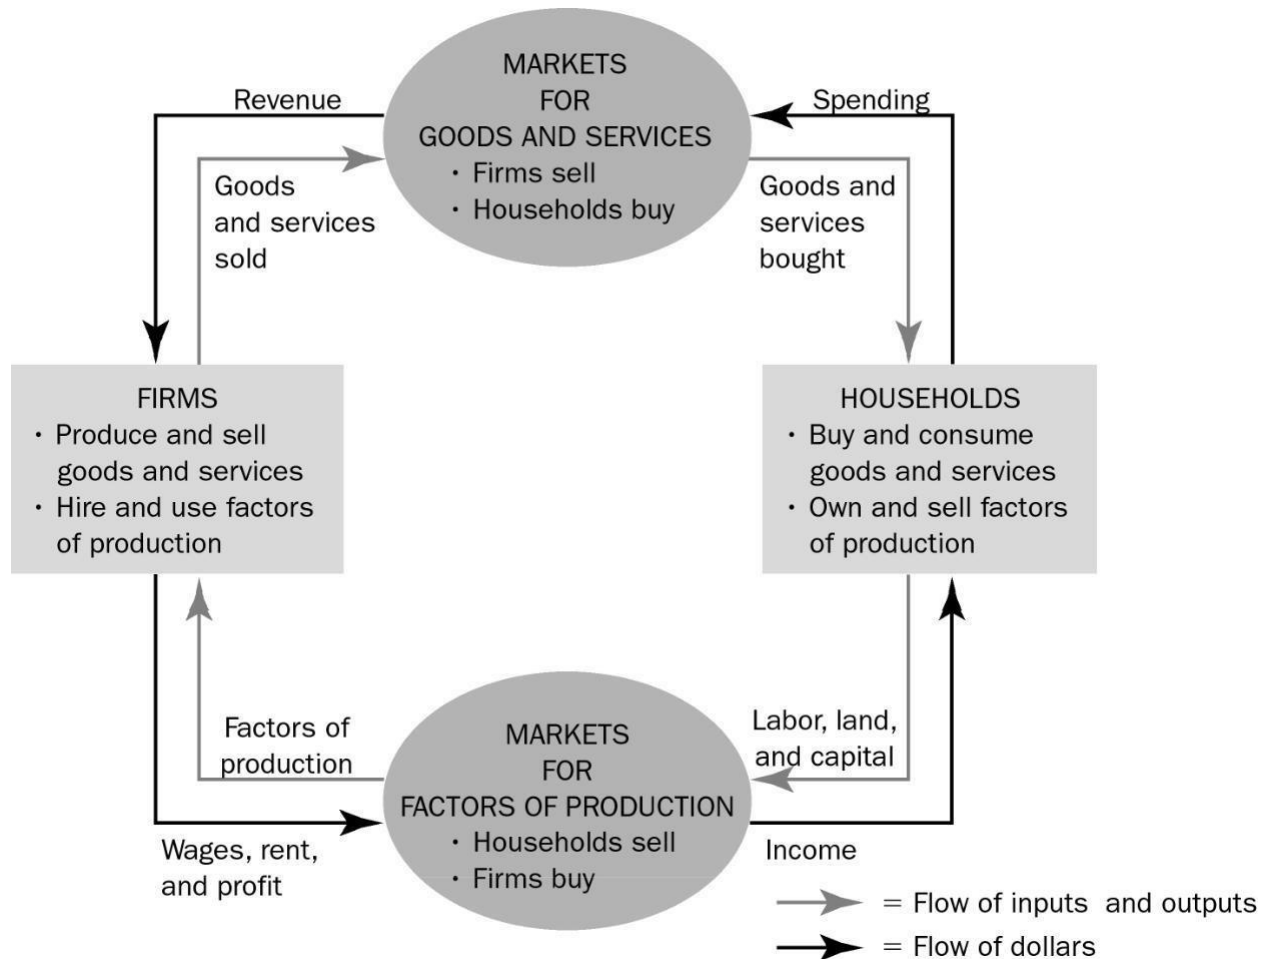 MARKETS
FOR
GOODS AND SERVICES
· Firms sell
· Households buy
Revenue
Spending
Goods
and services
sold
Goods and
services
bought
FIRMS
· Produce and sell
goods and services
· Hire and use factors
of production
HOUSEHOLDS
· Buy and consume
goods and services
· Own and sell factors
of production
Factors of
production
MARKETS
FOR
FACTORS OF PRODUCTION
· Households sell
· Firms buy
Labor, land,
and capital
Wages, rent,
and profit
Income
= Flow of inputs and outputs
= Flow of dollars